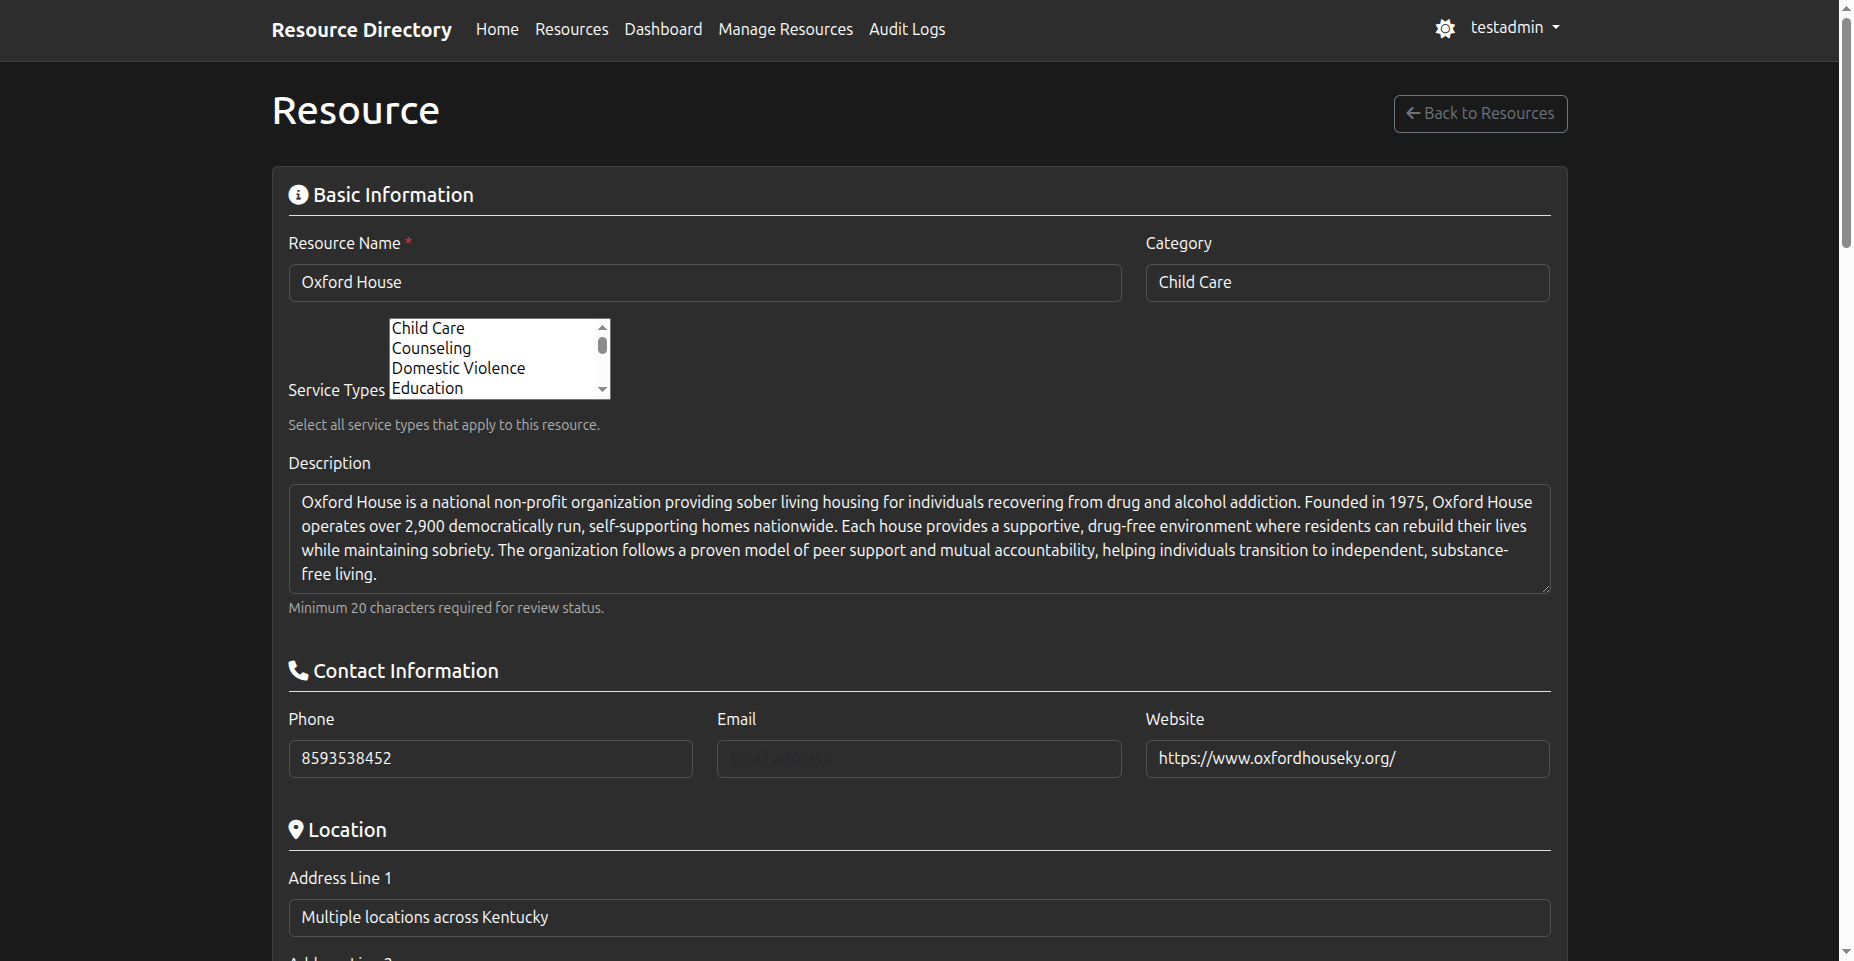 Resource Directory Home Resources Dashboard Manage Resources Audit Logs testadmin
Resource
Back to Resources
Basic Information
Resource Name * Category
Oxford House Child Care
Child Care
Counseling
Domestic Violence
Education
Service Types
Select all service types that apply to this resource.
Description
Oxford House is a national non-profit organization providing sober living housing for individuals recovering from drug and alcohol addiction. Founded in 1975, Oxford House
operates over 2,900 democratically run, self-supporting homes nationwide. Each house provides a supportive, drug-free environment where residents can rebuild their lives
while maintaining sobriety. The organization follows a proven model of peer support and mutual accountability, helping individuals transition to independent, substance-
free living.
Minimum 20 characters required for review status.
Contact Information
Phone Email Website
8593538452 Email address https://www.oxfordhouseky.org/
Location
Address Line 1
Multiple locations across Kentucky